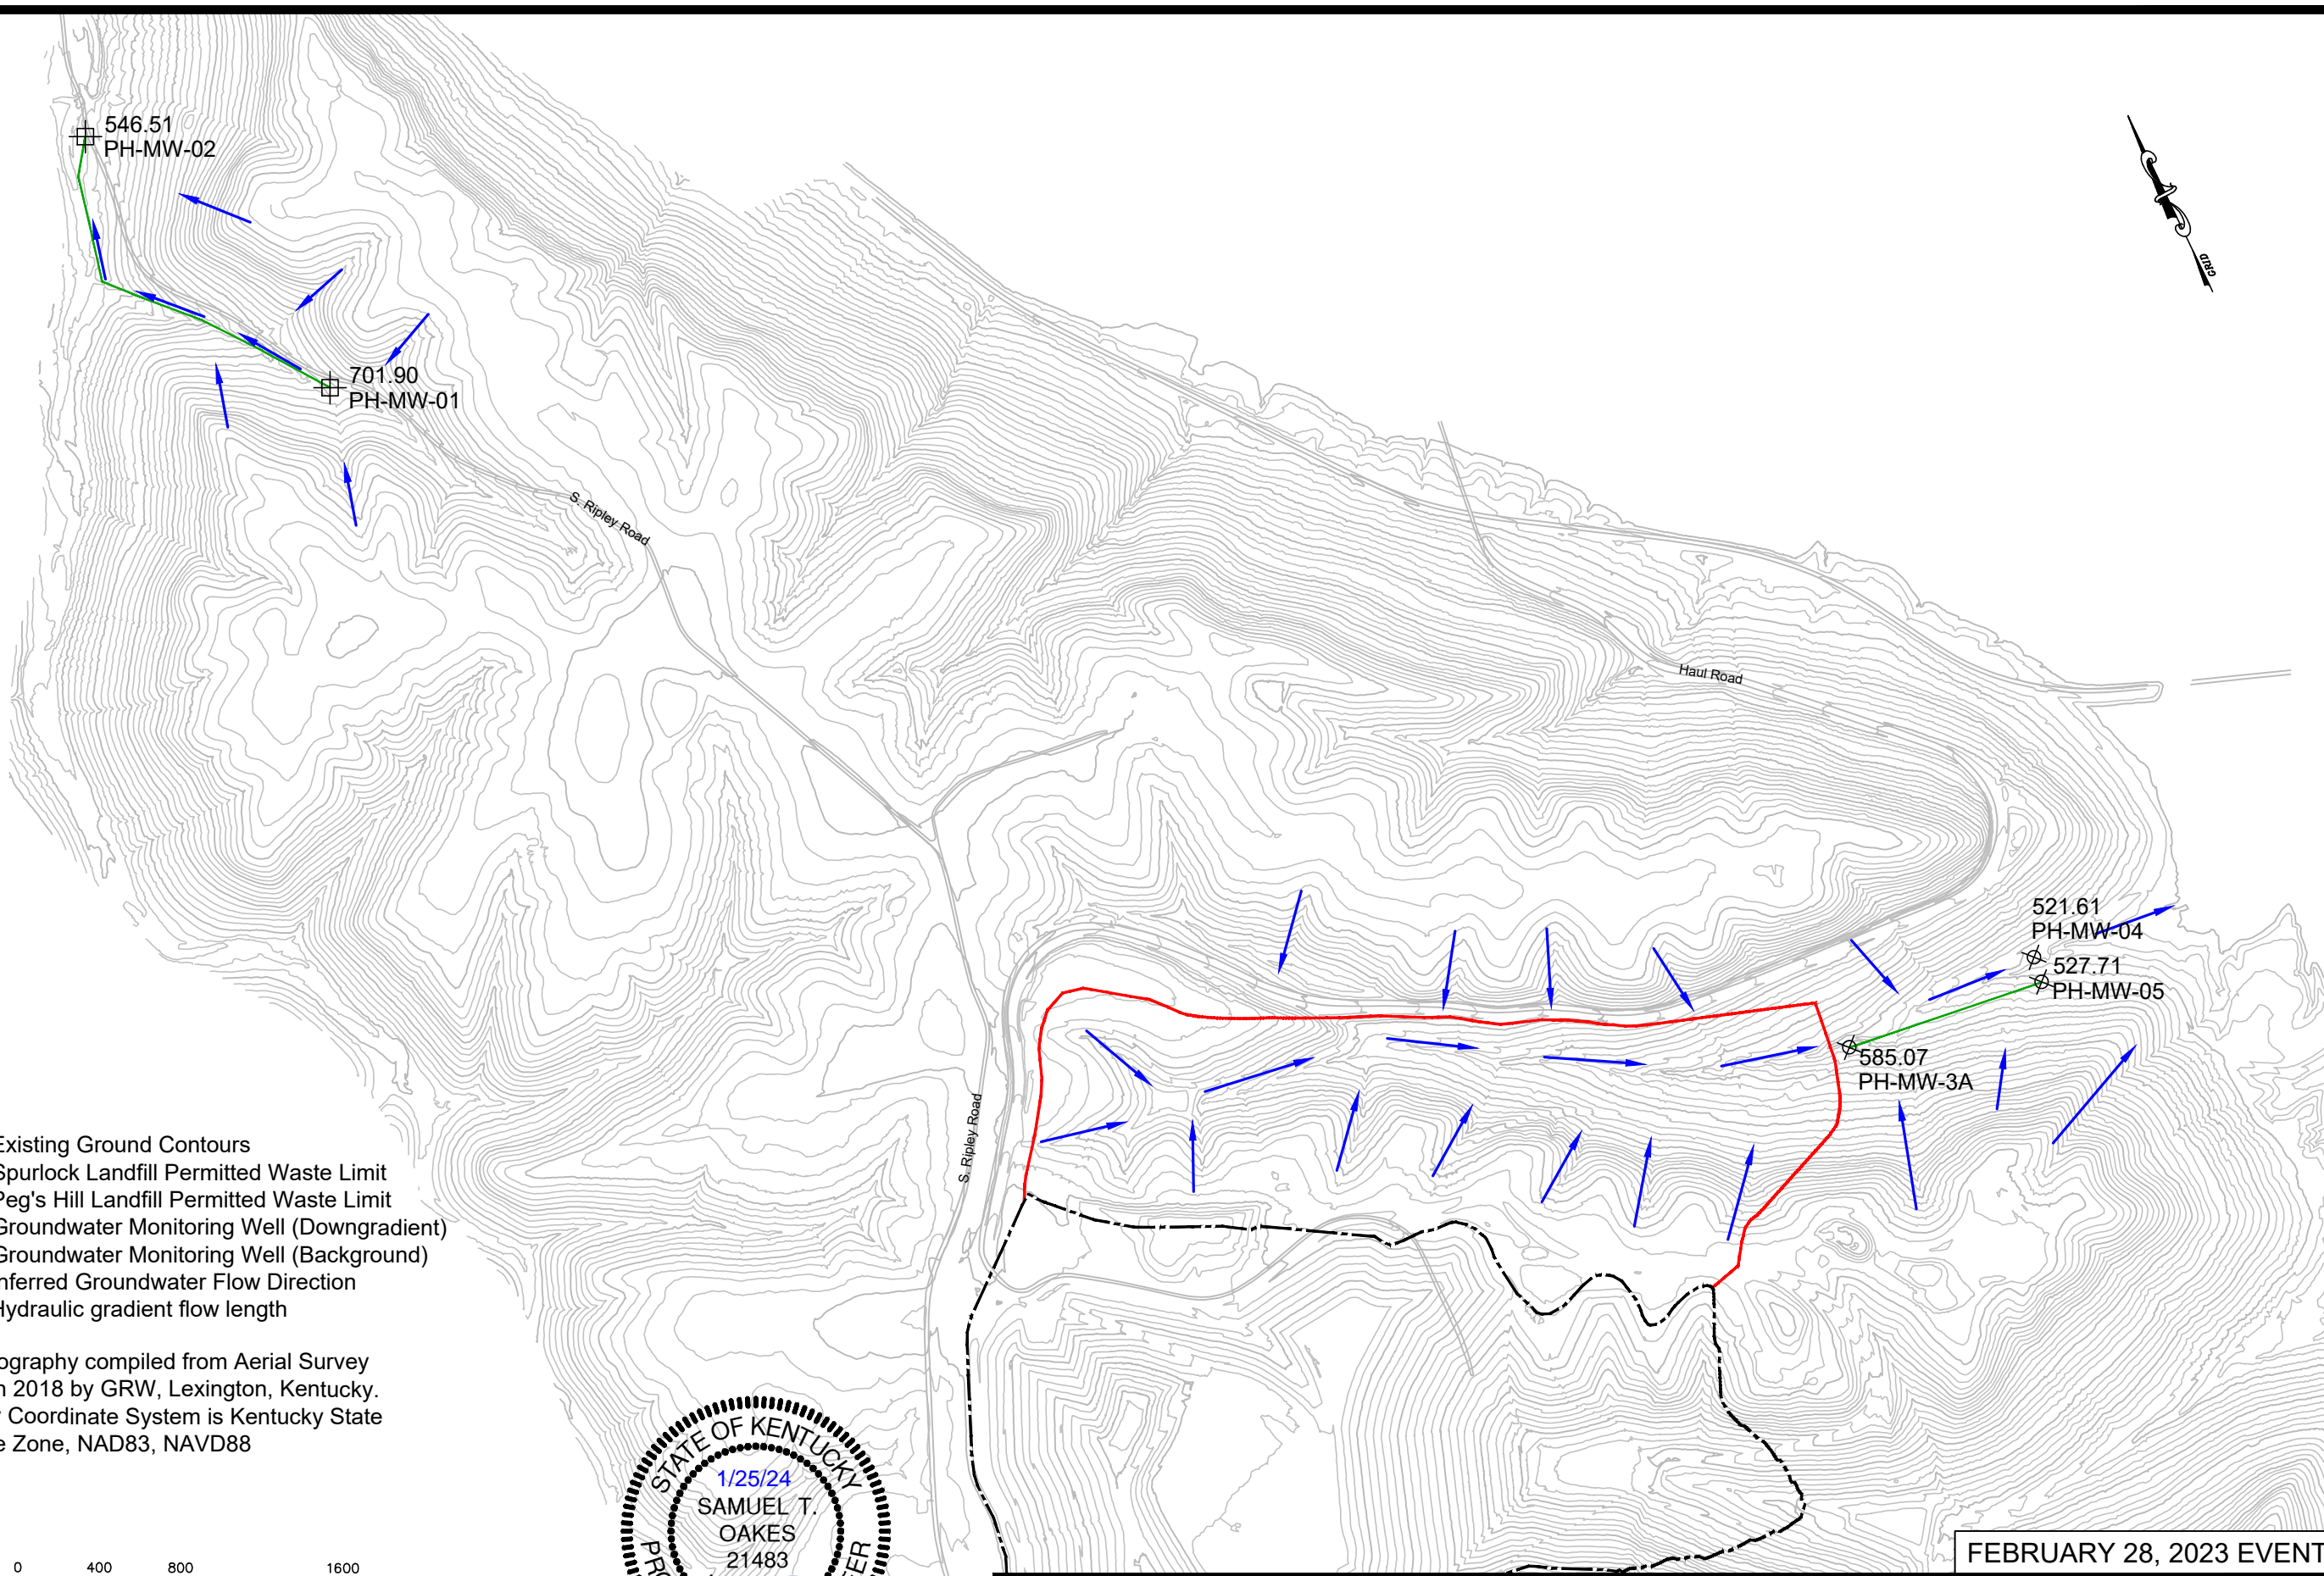 546.51
PH-MW-02
GRID
701.90
PH-MW-01
S. Ripley Road
Haul Road
521.61
PH-MW-04
527.71
PH-MW-05
585.07
PH-MW-3A
S. Ripley Road
Existing Ground Contours
Spurlock Landfill Permitted Waste Limit
Peg's Hill Landfill Permitted Waste Limit
Groundwater Monitoring Well (Downgradient)
Groundwater Monitoring Well (Background)
nferred Groundwater Flow Direction
Hydraulic gradient flow length
ography compiled from Aerial Survey
n 2018 by GRW, Lexington, Kentucky.
Coordinate System is Kentucky State
e Zone, NAD83, NAVD88
STATE OF KENTUCKY
1/25/24
SAMUEL T.
OAKES
21483
PRO
EER
0 400 800 1600
FEBRUARY 28, 2023 EVENT